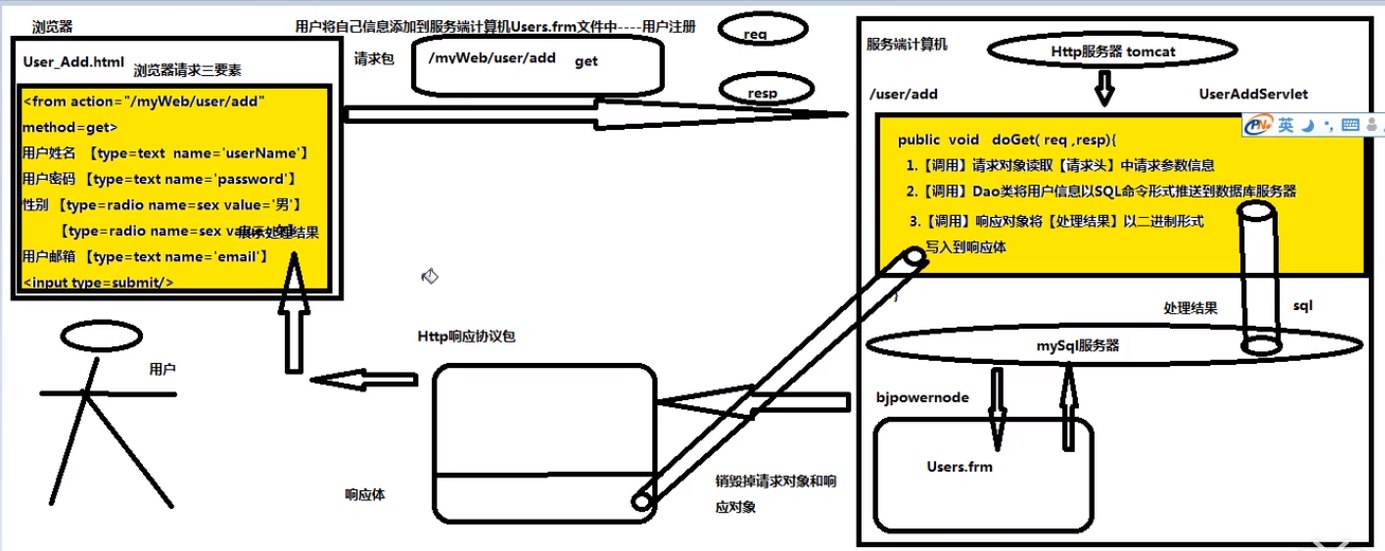 浏览器
用户将自己信息添加到服务端计算机Users.frm文件中----用户注册
req
User_Add.html
浏览器请求三要素
请求包
/myWeb/user/add
get
resp
<from action="/myWeb/user/add"
method=get>
用户姓名 【type=text name='userName'】
用户密码 【type=text name='password'】
性别 【type=radio name=sex value='男'】
【type=radio name=sex
展示处理结果
用户邮箱 【type=text name='email'】
<input type=submit/>
用户
服务端计算机
Http服务器 tomcat
/user/add
UserAddServlet
英
public void doGet( req ,resp){
1.【调用】请求对象读取【请求头】中请求参数信息
2.【调用】Dao类将用户信息以SQL命令形式推送到数据库服务器
3.【调用】响应对象将【处理结果】以二进制形式
写入到响应体
}
处理结果
sql
mySql服务器
bjpowernode
Users.frm
Http响应协议包
响应体
销毁掉请求对象和响
应对象